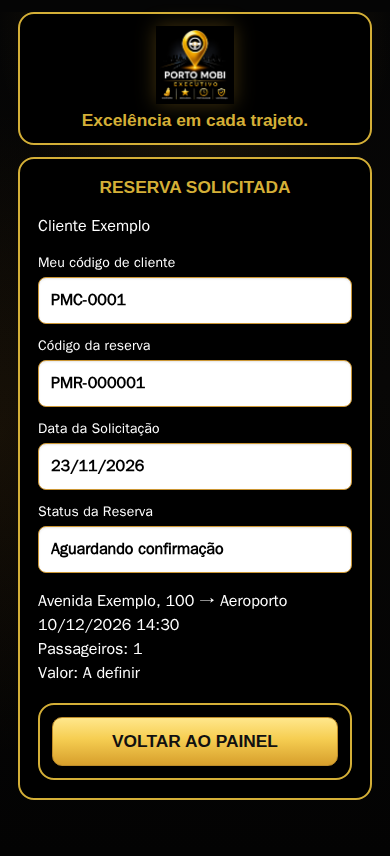 PORTO MOBI
EXECUTIVO
Excelência em cada trajeto.
RESERVA SOLICITADA
Cliente Exemplo
Meu código de cliente
PMC-0001
Código da reserva
PMR-000001
Data da Solicitação
23/11/2026
Status da Reserva
Aguardando confirmação
Avenida Exemplo, 100 → Aeroporto
10/12/2026 14:30
Passageiros: 1
Valor: A definir
VOLTAR AO PAINEL